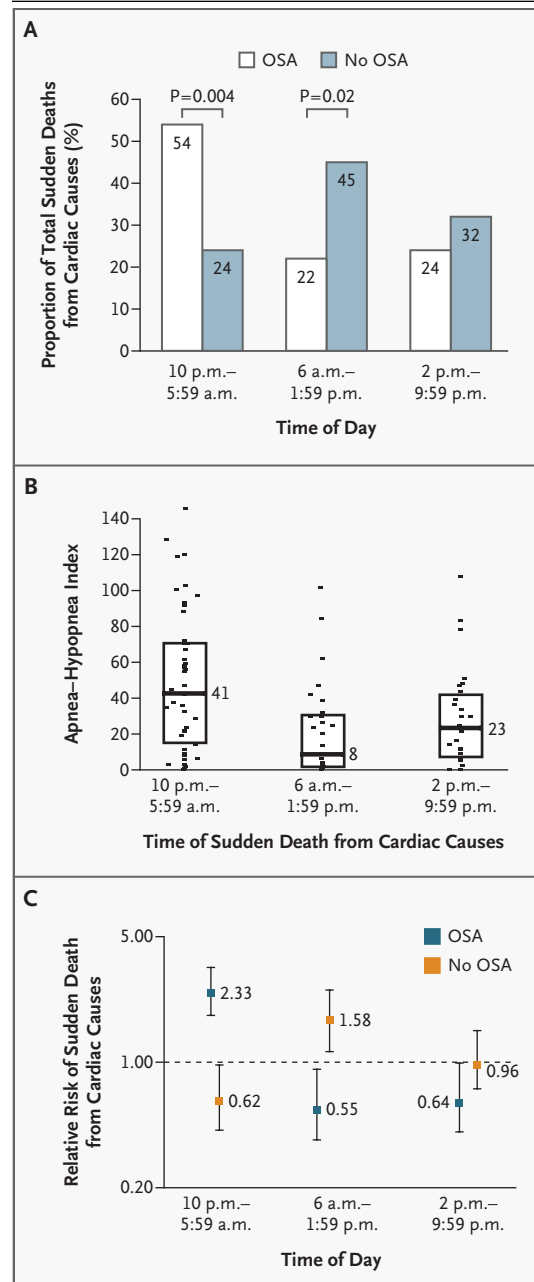 A
OSA No OSA
P=0.004 P=0.02
Proportion of Total Sudden Deaths
from Cardiac Causes (%)
60
50
40
30
20
10
0
54
24
22
45
24
32
10 p.m.– 6 a.m.– 2 p.m.–
5:59 a.m. 1:59 p.m. 9:59 p.m.
Time of Day
B
Apnea–Hypopnea Index
140
120
100
80
60
40
20
0
41
8
23
10 p.m.– 6 a.m.– 2 p.m.–
5:59 a.m. 1:59 p.m. 9:59 p.m.
Time of Sudden Death from Cardiac Causes
C
OSA
No OSA
Relative Risk of Sudden Death
from Cardiac Causes
5.00
1.00
0.20
2.33
0.62
1.58
0.55
0.64
0.96
10 p.m.– 6 a.m.– 2 p.m.–
5:59 a.m. 1:59 p.m. 9:59 p.m.
Time of Day